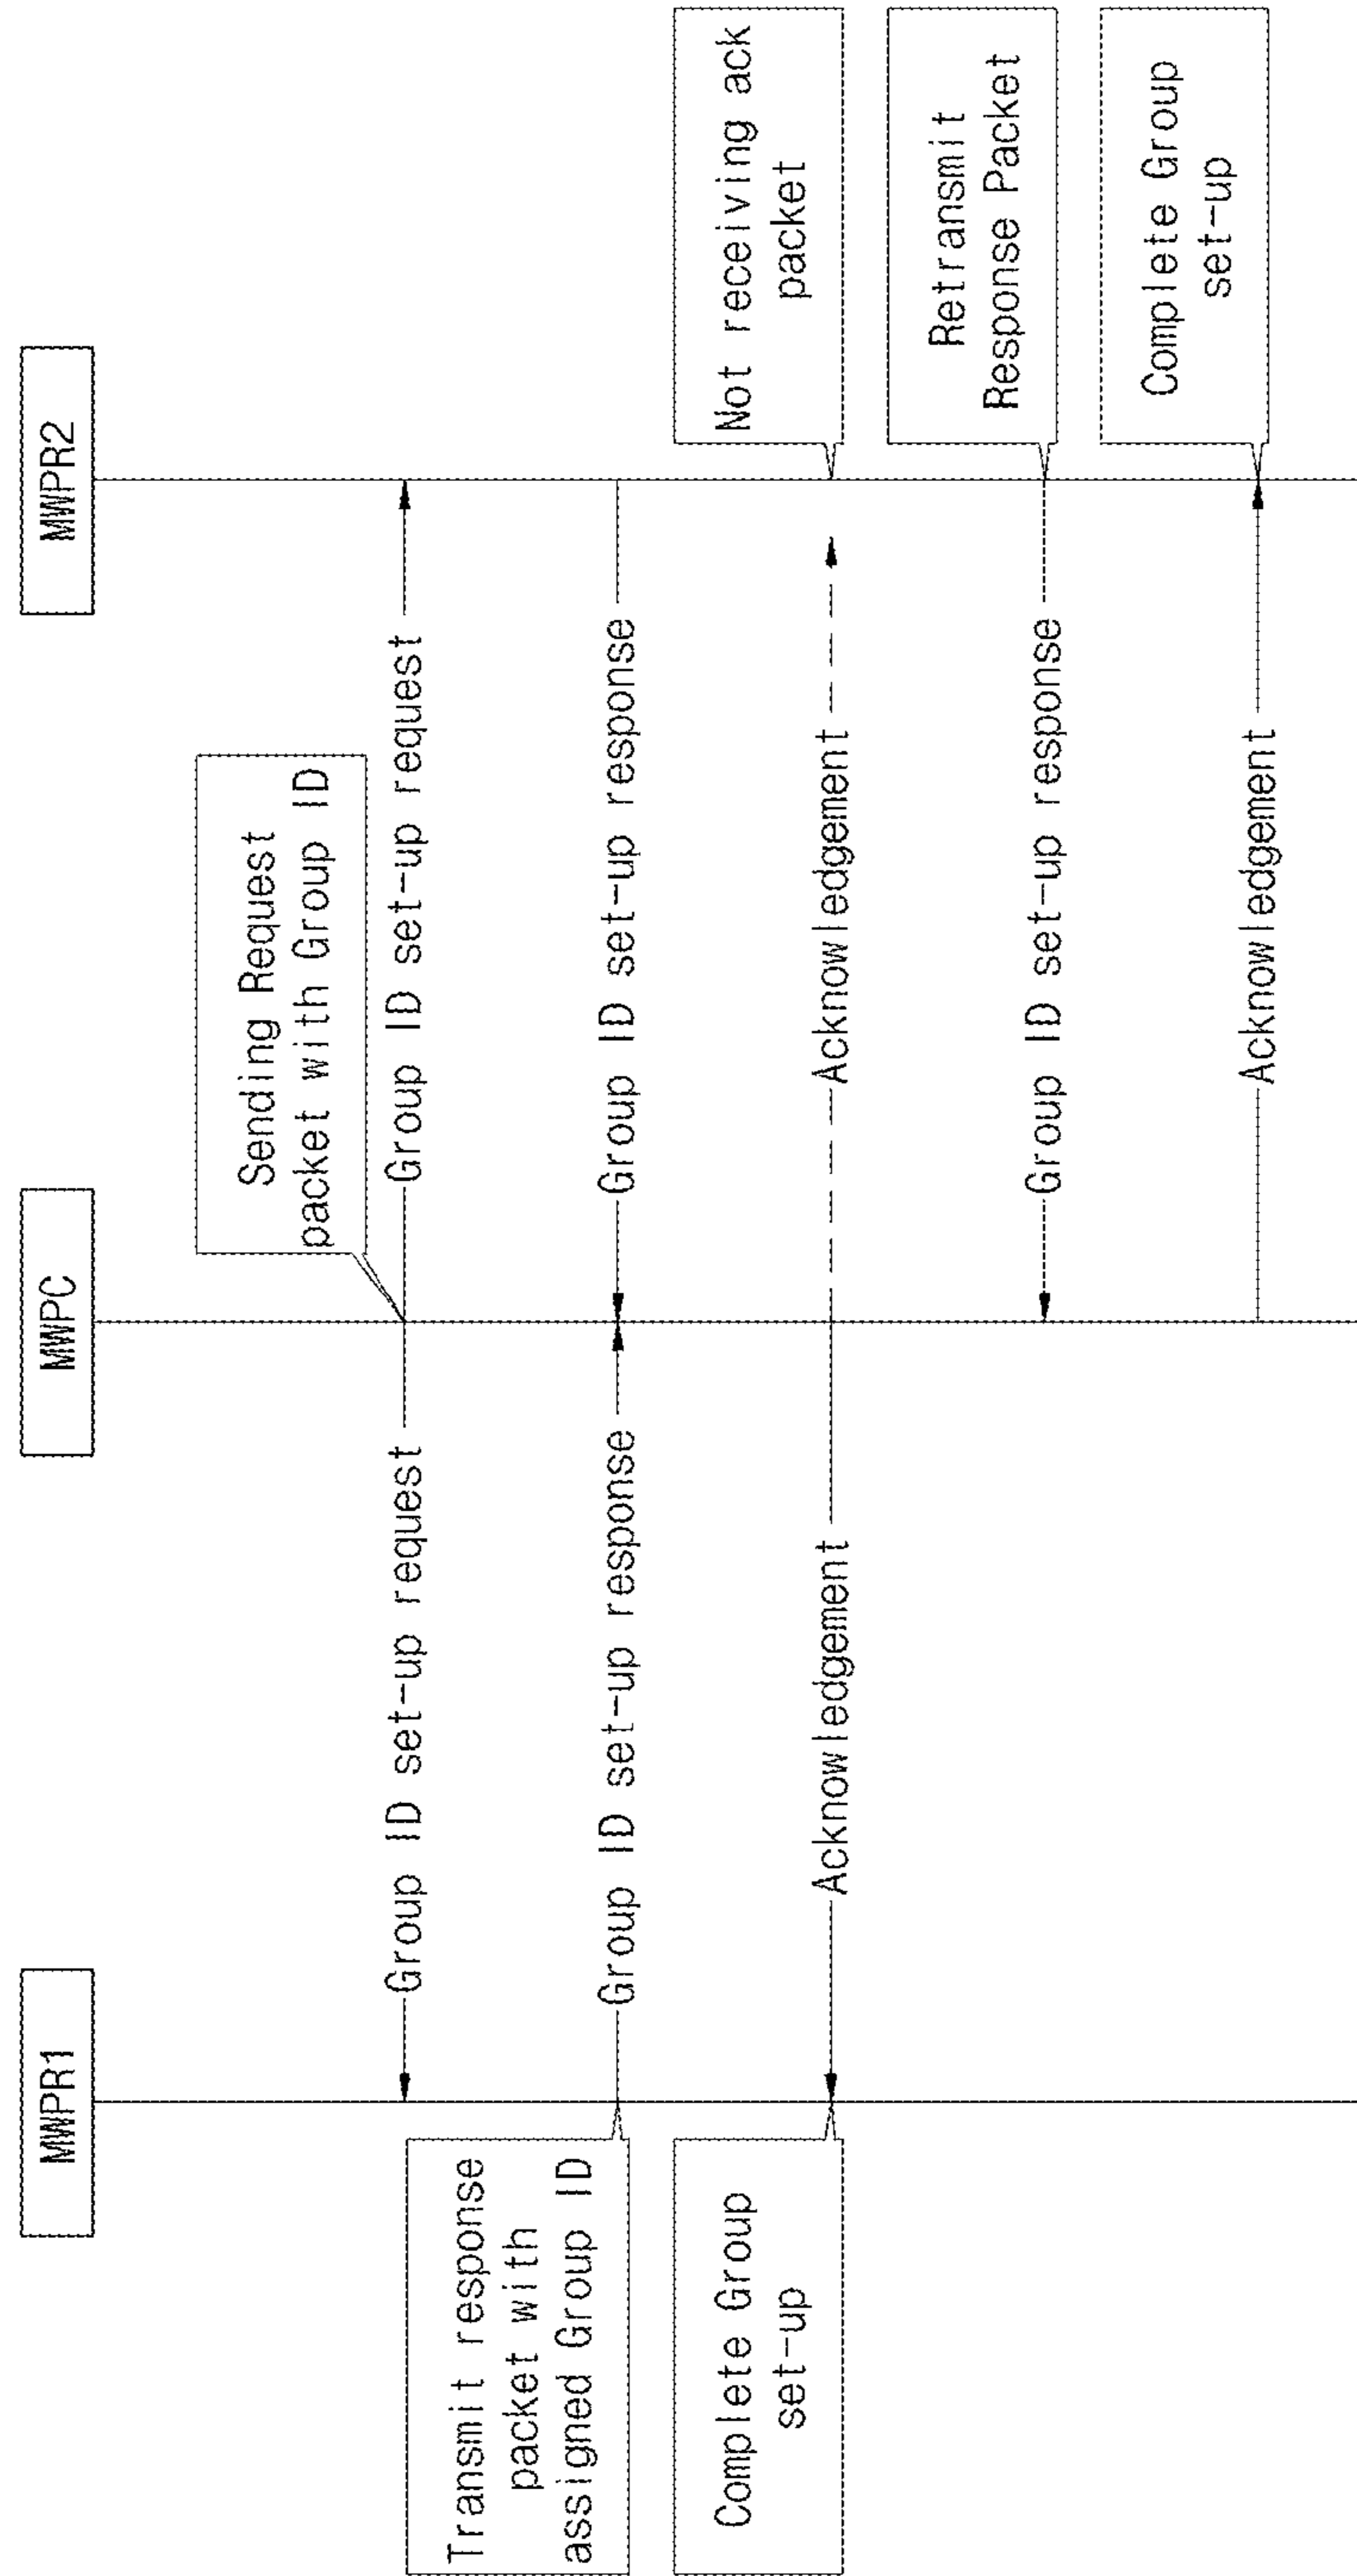 MWPR1
MWPC
MWPR2
Sending Request
packet with Group ID
Group ID set-up request
Group ID set-up request
Transmit response
packet with
assigned Group ID
Group ID set-up response
Group ID set-up response
Complete Group
set-up
Acknowledgement
Acknowledgement
Not receiving ack
packet
Group ID set-up response
Retransmit
Response Packet
Acknowledgement
Complete Group
set-up